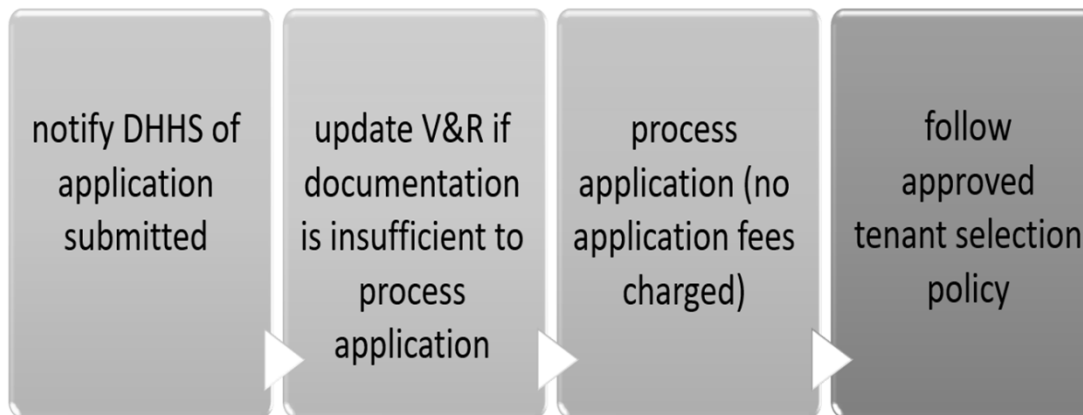 notify DHHS of
application
submitted
update V&R if
documentation
is insufficient to
process
application
process
application (no
application fees
charged)
follow
approved
tenant selection
policy